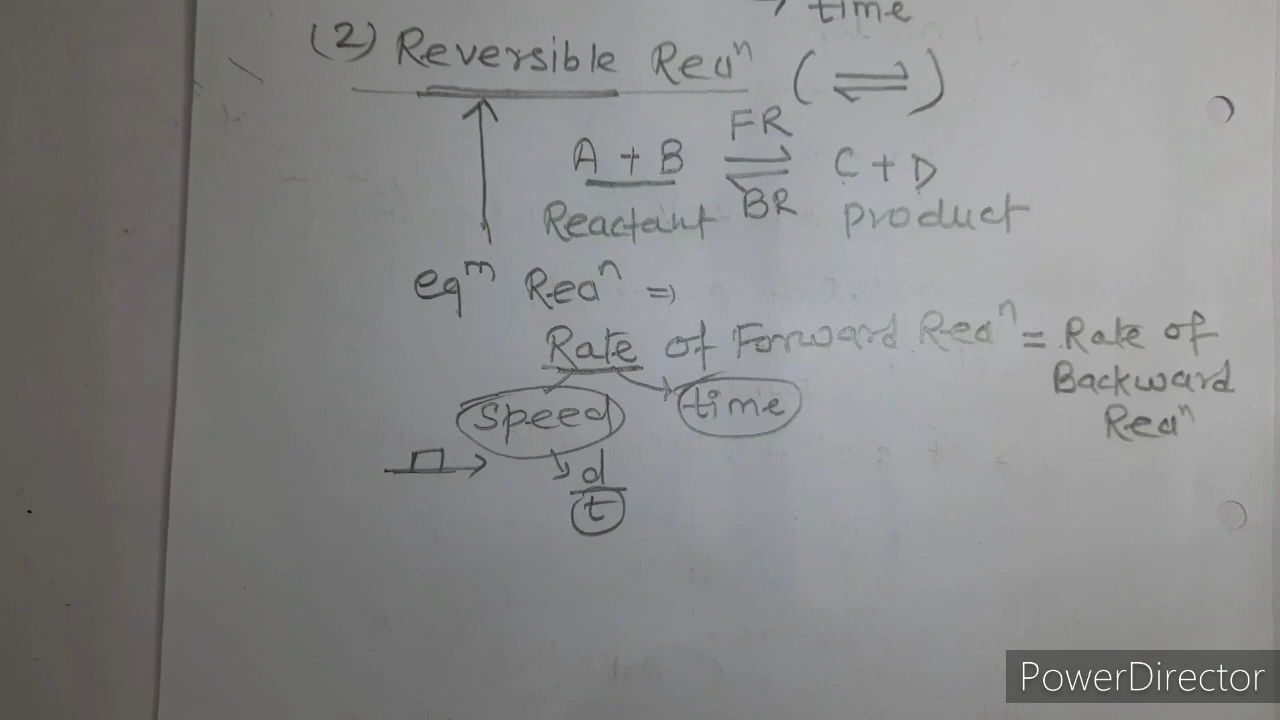 time
(2) Reversible Reaⁿ (⇌)
FR
A + B ⇌ C + D
BR
Reactant product
eqᵐ Reaⁿ ⇒
Rate of Forward Reaⁿ = Rate of
Backward
Reaⁿ
Speed time
d
t
PowerDirector